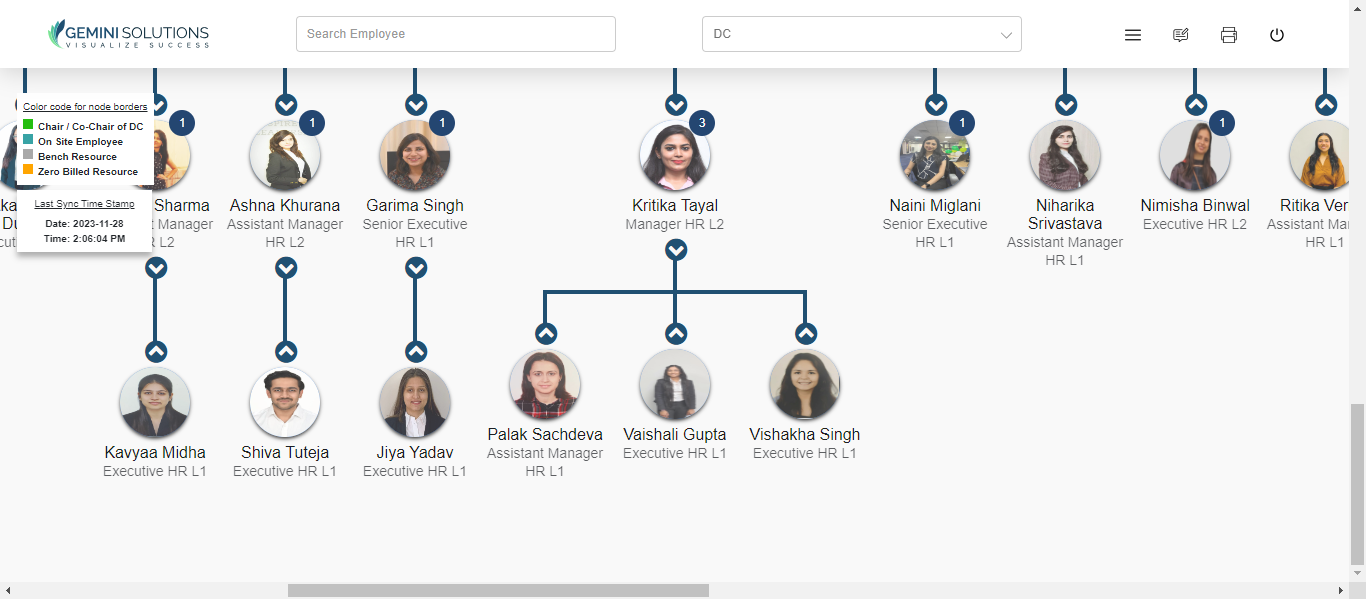 GEMINI SOLUTIONS
VISUALIZE SUCCESS
Search Employee
DC
Color code for node borders
Chair / Co-Chair of DC
On Site Employee
Bench Resource
Zero Billed Resource
Last Sync Time Stamp
Date: 2023-11-28
Time: 2:06:04 PM
1
Sharma
t Manager
HR L2
1
Ashna Khurana
Assistant Manager
HR L2
1
Garima Singh
Senior Executive
HR L1
3
Kritika Tayal
Manager HR L2
1
Naini Miglani
Senior Executive
HR L1
Niharika
Srivastava
Assistant Manager
HR L1
1
Nimisha Binwal
Executive HR L2
Ritika Ver
Assistant Ma
HR L1
Kavyaa Midha
Executive HR L1
Shiva Tuteja
Executive HR L1
Jiya Yadav
Executive HR L1
Palak Sachdeva
Assistant Manager
HR L1
Vaishali Gupta
Executive HR L1
Vishakha Singh
Executive HR L1